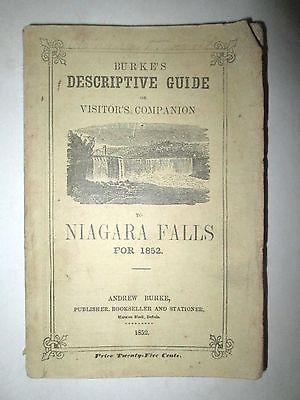 BURKE'S
DESCRIPTIVE GUIDE
OR
VISITOR'S COMPANION
TO
NIAGARA FALLS
FOR 1852.
ANDREW BURKE,
PUBLISHER, BOOKSELLER AND STATIONER,
Buffalo.
1852.
Price Twenty-Five Cents.